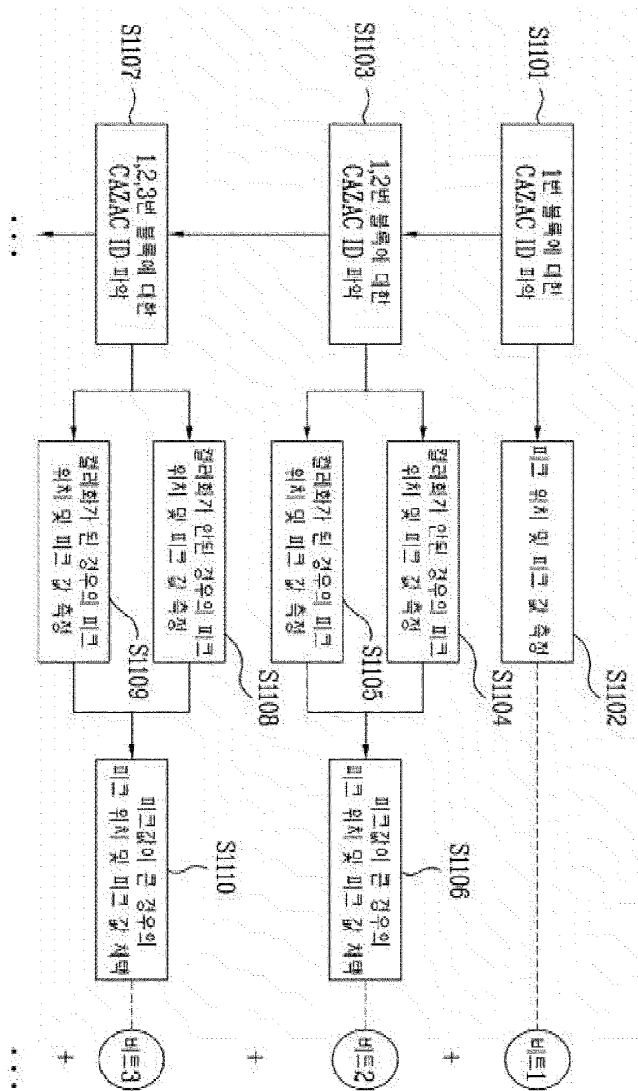 S1101
1번 블록에 대한
CAZAC ID 파악
S1102
피크 위치 및 피크 값 측정
비트1
+
S1103
1,2번 블록에 대한
CAZAC ID 파악
S1104
켤레화가 안된 경우의 피크
위치 및 피크 값 측정
S1105
켤레화가 된 경우의 피크
위치 및 피크 값 측정
S1106
피크값이 큰 경우의
피크 위치 및 피크 값 채택
비트2
+
S1107
1,2,3번 블록에 대한
CAZAC ID 파악
S1108
켤레화가 안된 경우의 피크
위치 및 피크 값 측정
S1109
켤레화가 된 경우의 피크
위치 및 피크 값 측정
S1110
피크값이 큰 경우의
피크 위치 및 피크 값 채택
비트3
+